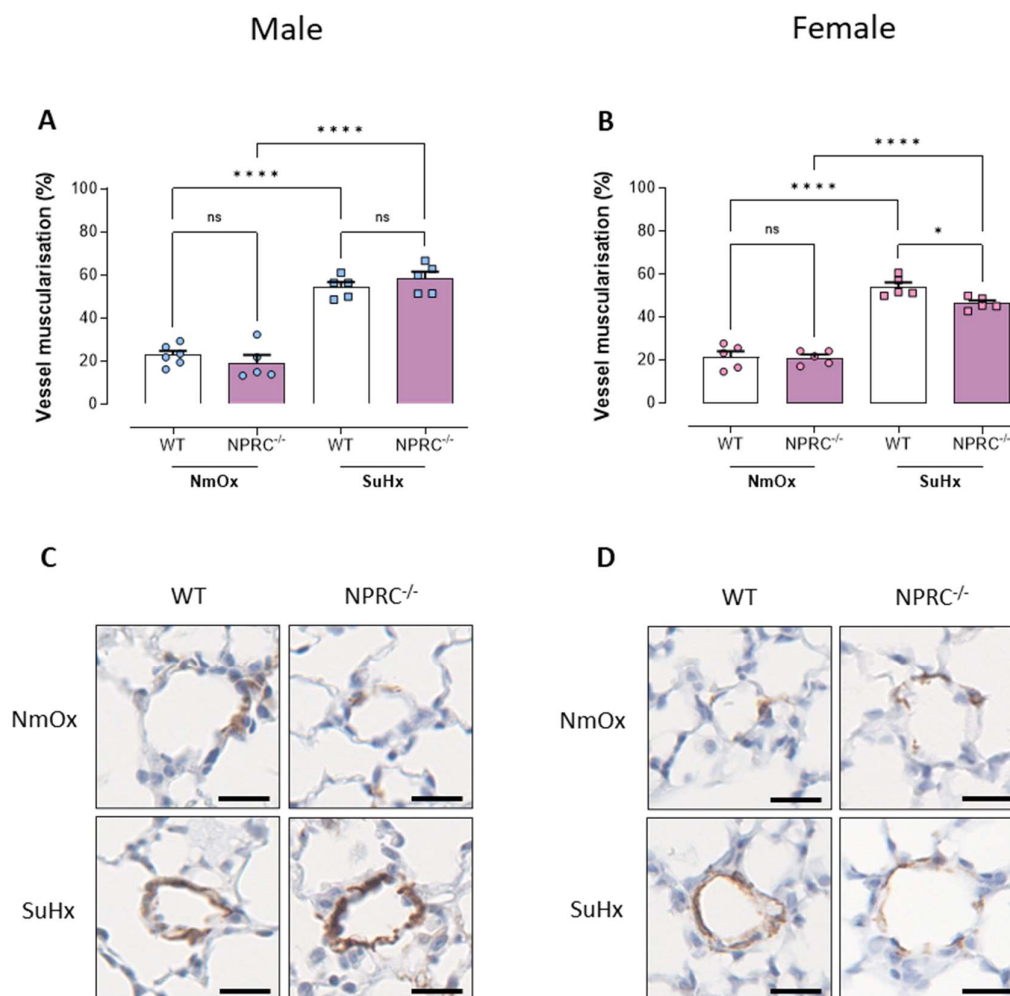 Male
Female
A
B
Vessel muscularisation (%)
100
80
60
40
20
0
****
****
ns
ns
WT
NPRC-/-
WT
NPRC-/-
NmOx
SuHx
Vessel muscularisation (%)
100
80
60
40
20
0
****
****
ns
*
WT
NPRC-/-
WT
NPRC-/-
NmOx
SuHx
C
WT
NPRC-/-
NmOx
SuHx
D
WT
NPRC-/-
NmOx
SuHx